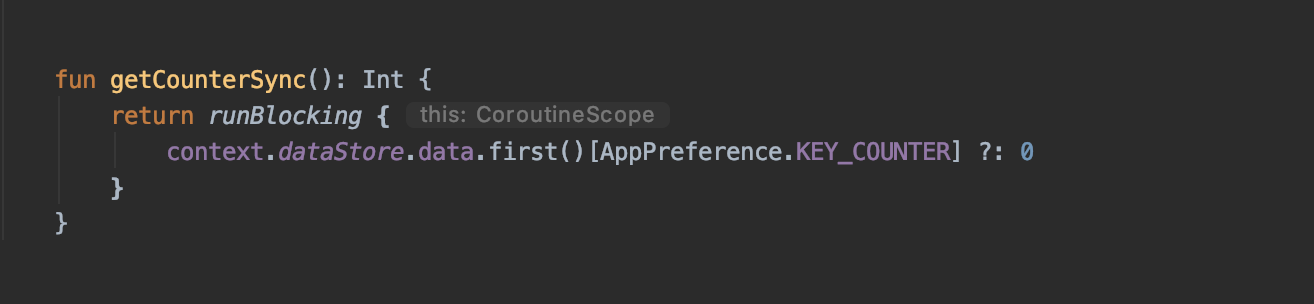 fun getCounterSync(): Int {
    return runBlocking { this: CoroutineScope
        context.dataStore.data.first()[AppPreference.KEY_COUNTER] ?: 0
    }
}